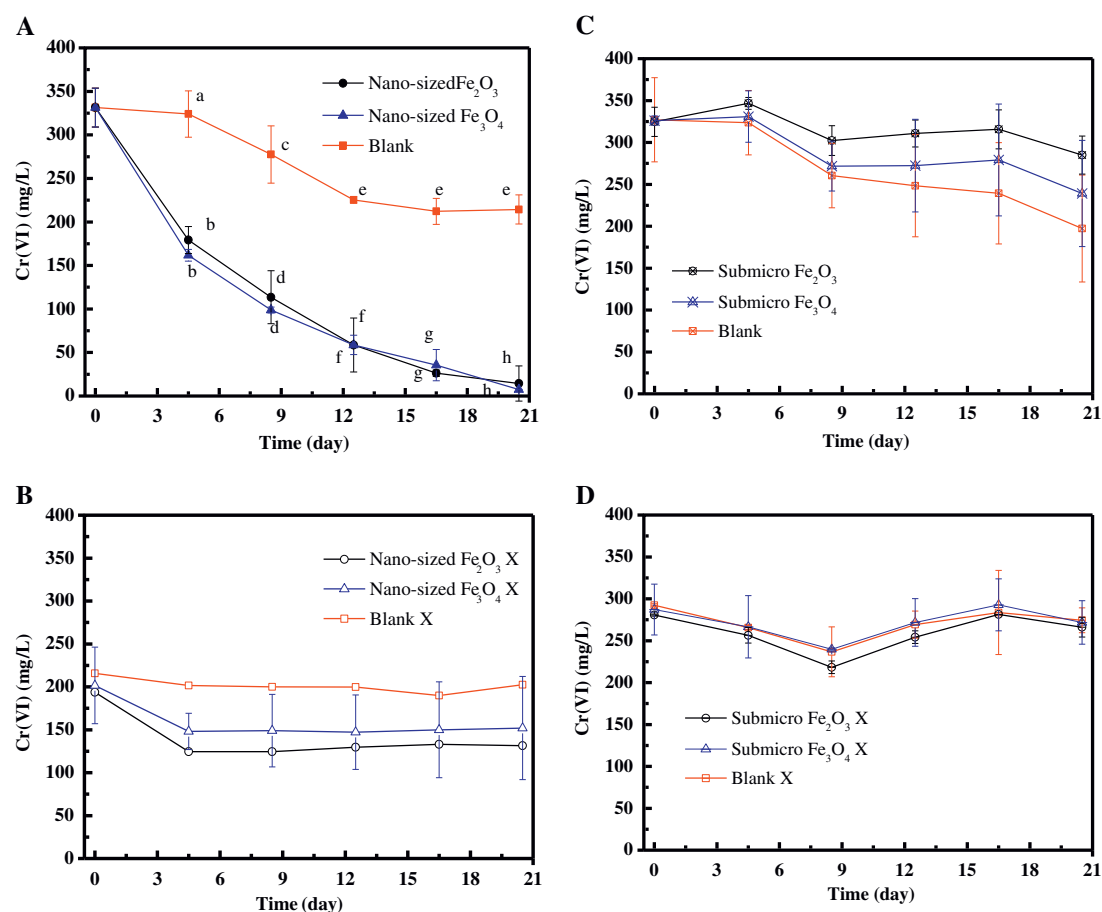 A
Cr(VI) (mg/L)
400
350
300
250
200
150
100
50
0
0 3 6 9 12 15 18 21
Time (day)
Nano-sizedFe2O3
Nano-sized Fe3O4
Blank
a
c
e e e
b
b
d
d
f
f
g
g
h
h
C
Cr(VI) (mg/L)
400
350
300
250
200
150
100
50
0
0 3 6 9 12 15 18 21
Time (day)
Submicro Fe2O3
Submicro Fe3O4
Blank
B
Cr(VI) (mg/L)
400
350
300
250
200
150
100
50
0
0 3 6 9 12 15 18 21
Time (day)
Nano-sized Fe2O3 X
Nano-sized Fe3O4 X
Blank X
D
Cr(VI) (mg/L)
400
350
300
250
200
150
100
50
0
0 3 6 9 12 15 18 21
Time (day)
Submicro Fe2O3 X
Submicro Fe3O4 X
Blank X